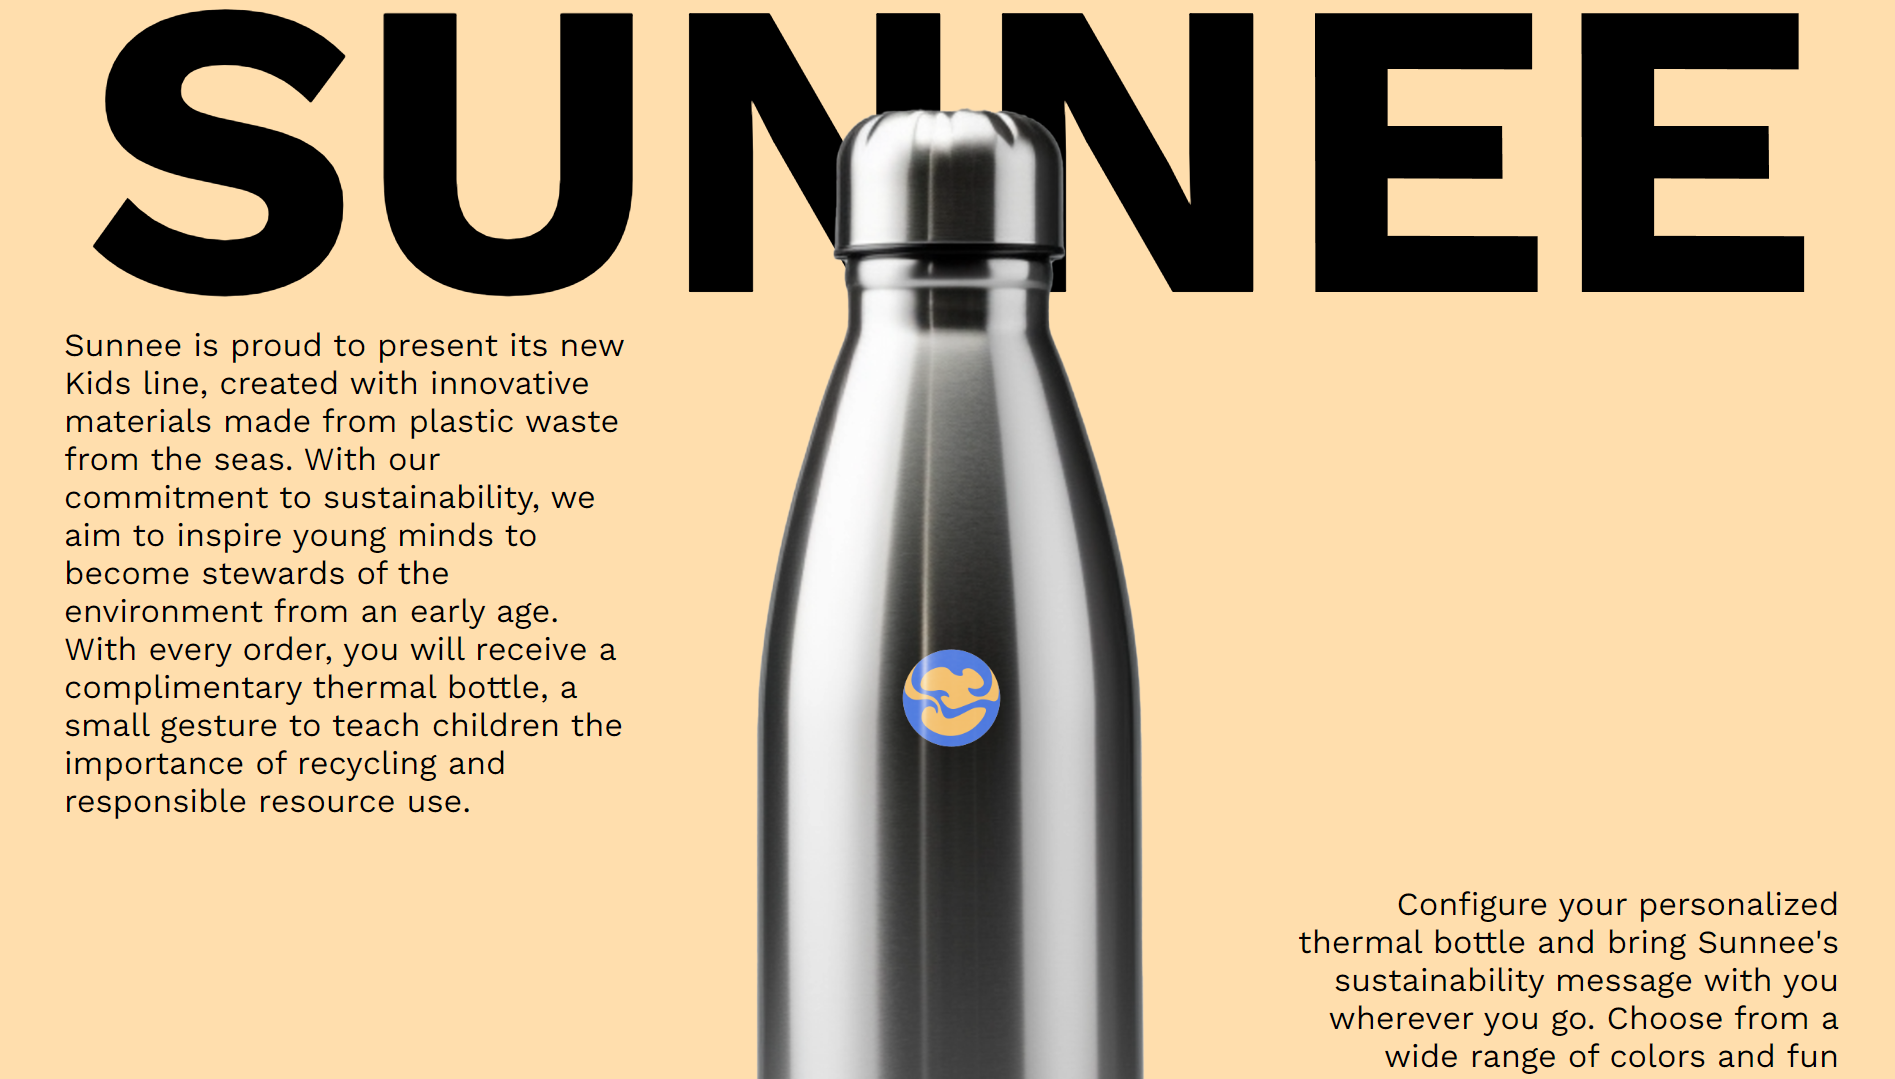 SUNNEE
Sunnee is proud to present its new
Kids line, created with innovative
materials made from plastic waste
from the seas. With our
commitment to sustainability, we
aim to inspire young minds to
become stewards of the
environment from an early age.
With every order, you will receive a
complimentary thermal bottle, a
small gesture to teach children the
importance of recycling and
responsible resource use.
Configure your personalized
thermal bottle and bring Sunnee's
sustainability message with you
wherever you go. Choose from a
wide range of colors and fun